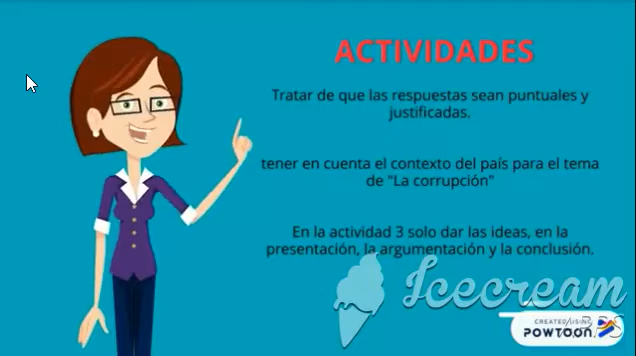 ACTIVIDADES
Tratar de que las respuestas sean puntuales y
justificadas.
tener en cuenta el contexto del país para el tema
de "La corrupción"
En la actividad 3 solo dar las ideas, en la
presentación, la argumentación y la conclusión.
Icecream
APPS
CREATED USING
POWTOON